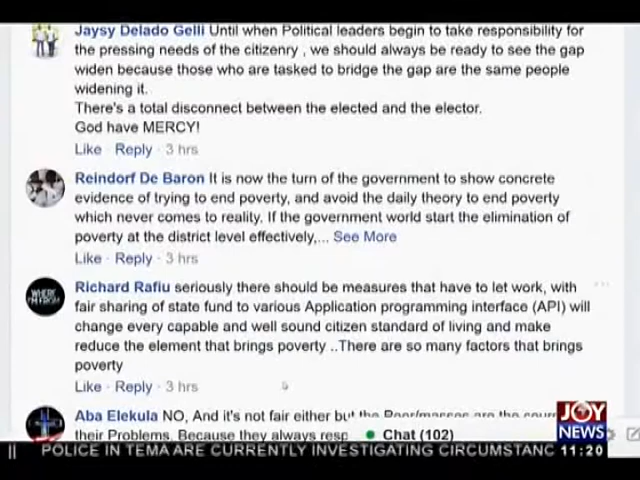 Jaysy Delado Gelli Until when Political leaders begin to take responsibility for
the pressing needs of the citizenry , we should always be ready to see the gap
widen because those who are tasked to bridge the gap are the same people
widening it.
There's a total disconnect between the elected and the elector.
God have MERCY!
Like · Reply · 3 hrs
Reindorf De Baron It is now the turn of the government to show concrete
evidence of trying to end poverty, and avoid the daily theory to end poverty
which never comes to reality. If the government world start the elimination of
poverty at the district level effectively,... See More
Like · Reply · 3 hrs
WHERE
I'M FROM
Richard Rafiu seriously there should be measures that have to let work, with
fair sharing of state fund to various Application programming interface (API) will
change every capable and well sound citizen standard of living and make
reduce the element that brings poverty ..There are so many factors that brings
poverty
Like · Reply · 3 hrs
Aba Elekula NO, And it's not fair either but the Poor/masses are the
their Problems. Because they always resp
Chat (102)
JOY
NEWS
POLICE IN TEMA ARE CURRENTLY INVESTIGATING CIRCUMSTANC
11:20